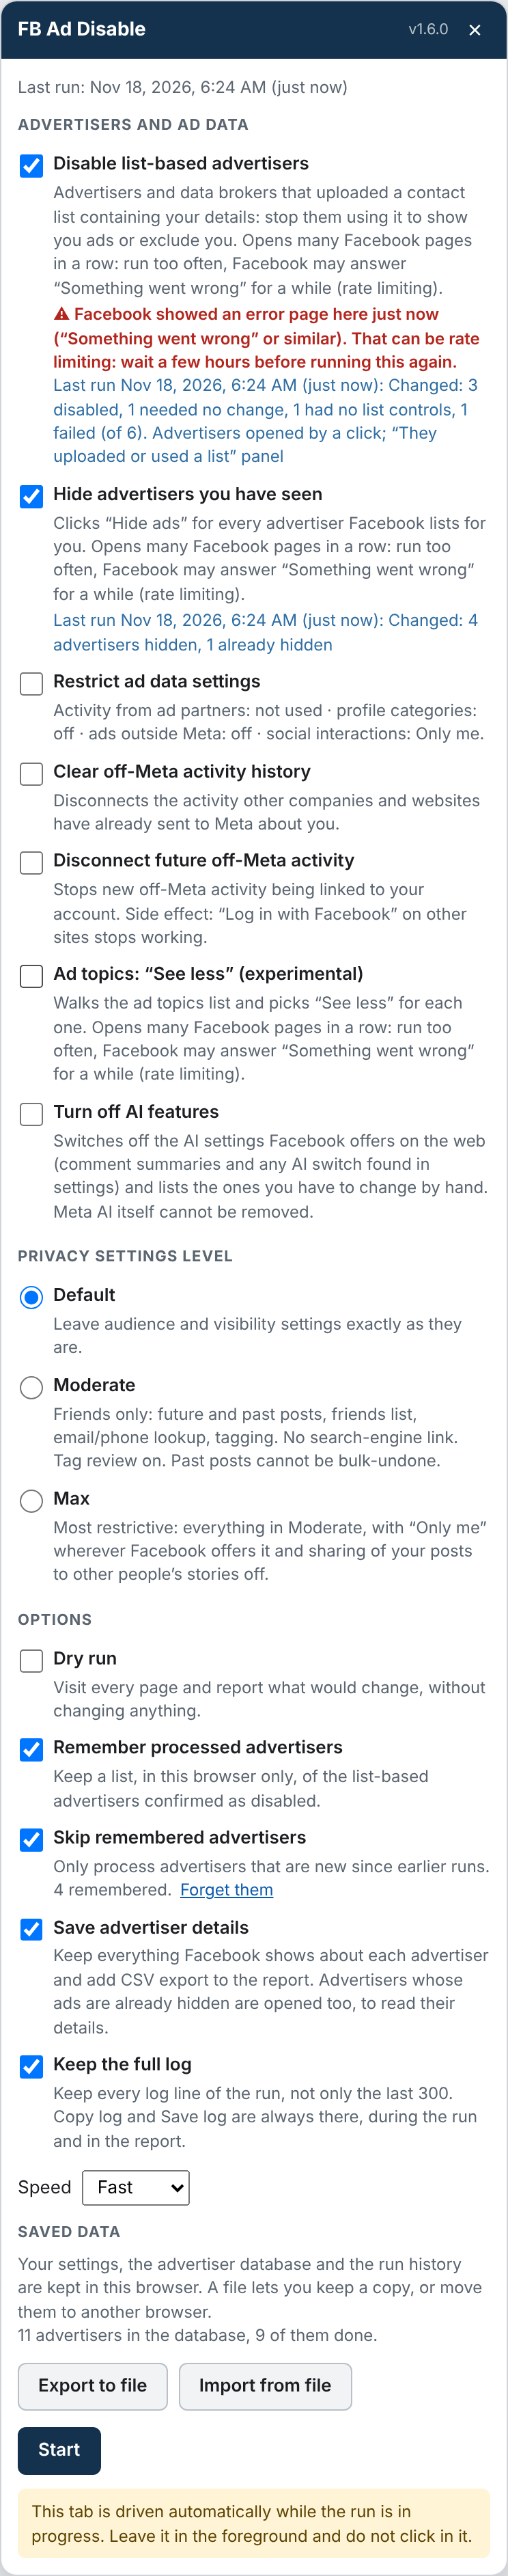 FB Ad Disable v1.6.0 ×
Last run: Nov 18, 2026, 6:24 AM (just now)
ADVERTISERS AND AD DATA
Disable list-based advertisers
Advertisers and data brokers that uploaded a contact
list containing your details: stop them using it to show
you ads or exclude you. Opens many Facebook pages
in a row: run too often, Facebook may answer
“Something went wrong” for a while (rate limiting).
⚠ Facebook showed an error page here just now
(“Something went wrong” or similar). That can be rate
limiting: wait a few hours before running this again.
Last run Nov 18, 2026, 6:24 AM (just now): Changed: 3
disabled, 1 needed no change, 1 had no list controls, 1
failed (of 6). Advertisers opened by a click; “They
uploaded or used a list” panel
Hide advertisers you have seen
Clicks “Hide ads” for every advertiser Facebook lists for
you. Opens many Facebook pages in a row: run too
often, Facebook may answer “Something went wrong”
for a while (rate limiting).
Last run Nov 18, 2026, 6:24 AM (just now): Changed: 4
advertisers hidden, 1 already hidden
Restrict ad data settings
Activity from ad partners: not used · profile categories:
off · ads outside Meta: off · social interactions: Only me.
Clear off-Meta activity history
Disconnects the activity other companies and websites
have already sent to Meta about you.
Disconnect future off-Meta activity
Stops new off-Meta activity being linked to your
account. Side effect: “Log in with Facebook” on other
sites stops working.
Ad topics: “See less” (experimental)
Walks the ad topics list and picks “See less” for each
one. Opens many Facebook pages in a row: run too
often, Facebook may answer “Something went wrong”
for a while (rate limiting).
Turn off AI features
Switches off the AI settings Facebook offers on the web
(comment summaries and any AI switch found in
settings) and lists the ones you have to change by hand.
Meta AI itself cannot be removed.
PRIVACY SETTINGS LEVEL
Default
Leave audience and visibility settings exactly as they
are.
Moderate
Friends only: future and past posts, friends list,
email/phone lookup, tagging. No search-engine link.
Tag review on. Past posts cannot be bulk-undone.
Max
Most restrictive: everything in Moderate, with “Only me”
wherever Facebook offers it and sharing of your posts
to other people’s stories off.
OPTIONS
Dry run
Visit every page and report what would change, without
changing anything.
Remember processed advertisers
Keep a list, in this browser only, of the list-based
advertisers confirmed as disabled.
Skip remembered advertisers
Only process advertisers that are new since earlier runs.
4 remembered. Forget them
Save advertiser details
Keep everything Facebook shows about each advertiser
and add CSV export to the report. Advertisers whose
ads are already hidden are opened too, to read their
details.
Keep the full log
Keep every log line of the run, not only the last 300.
Copy log and Save log are always there, during the run
and in the report.
Speed Fast
SAVED DATA
Your settings, the advertiser database and the run history
are kept in this browser. A file lets you keep a copy, or move
them to another browser.
11 advertisers in the database, 9 of them done.
Export to file Import from file
Start
This tab is driven automatically while the run is in
progress. Leave it in the foreground and do not click in it.